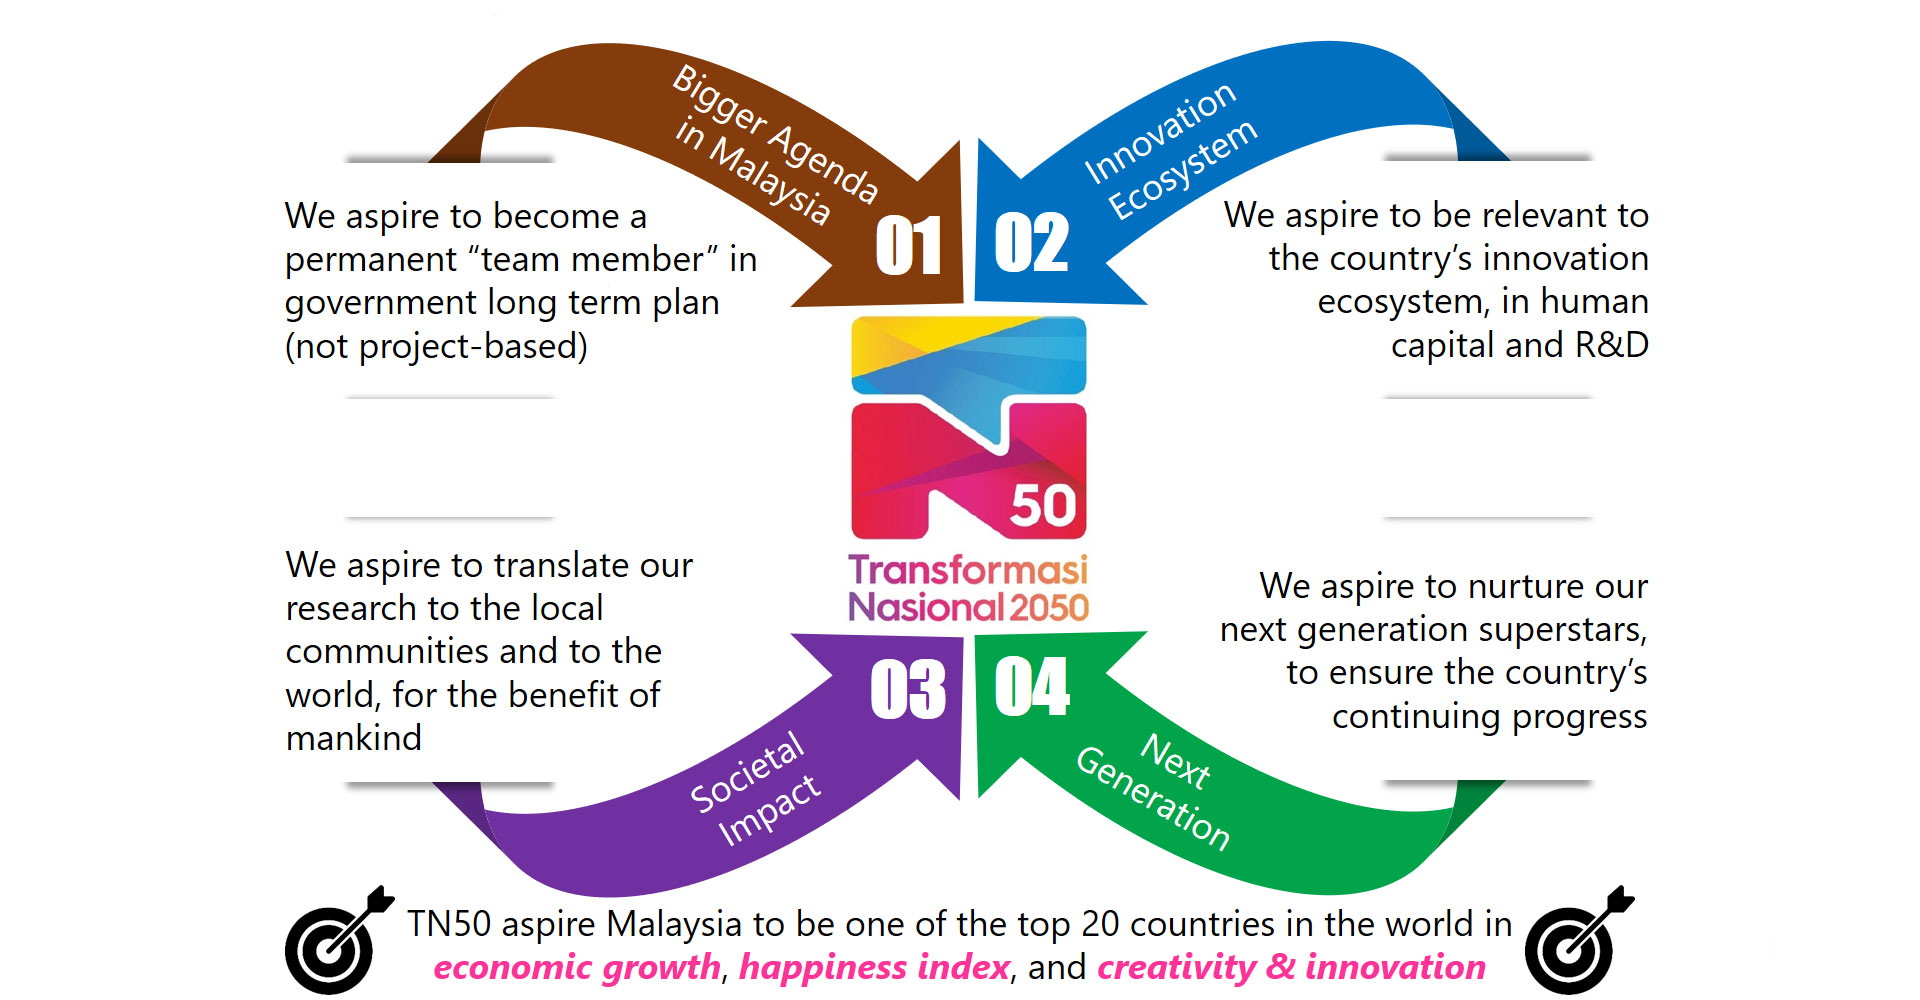 Bigger Agenda
in Malaysia
01
We aspire to become a
permanent “team member” in
government long term plan
(not project-based)
Innovation
Ecosystem
02
We aspire to be relevant to
the country’s innovation
ecosystem, in human
capital and R&D
50
Transformasi
Nasional 2050
We aspire to translate our
research to the local
communities and to the
world, for the benefit of
mankind
03
Societal
Impact
04
Next
Generation
We aspire to nurture our
next generation superstars,
to ensure the country’s
continuing progress
TN50 aspire Malaysia to be one of the top 20 countries in the world in
economic growth, happiness index, and creativity & innovation